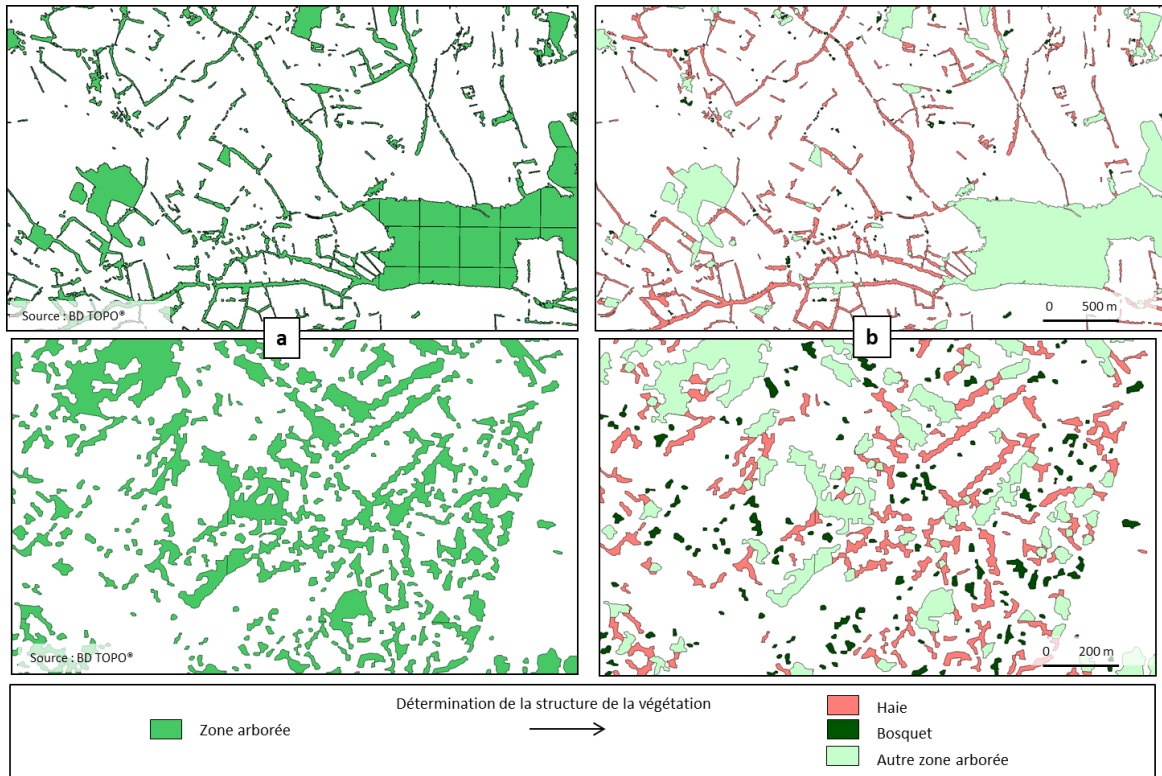 Source : BD TOPO®
0 500 m
a
b
Source : BD TOPO®
0 200 m
Détermination de la structure de la végétation
Zone arborée
Haie
Bosquet
Autre zone arborée